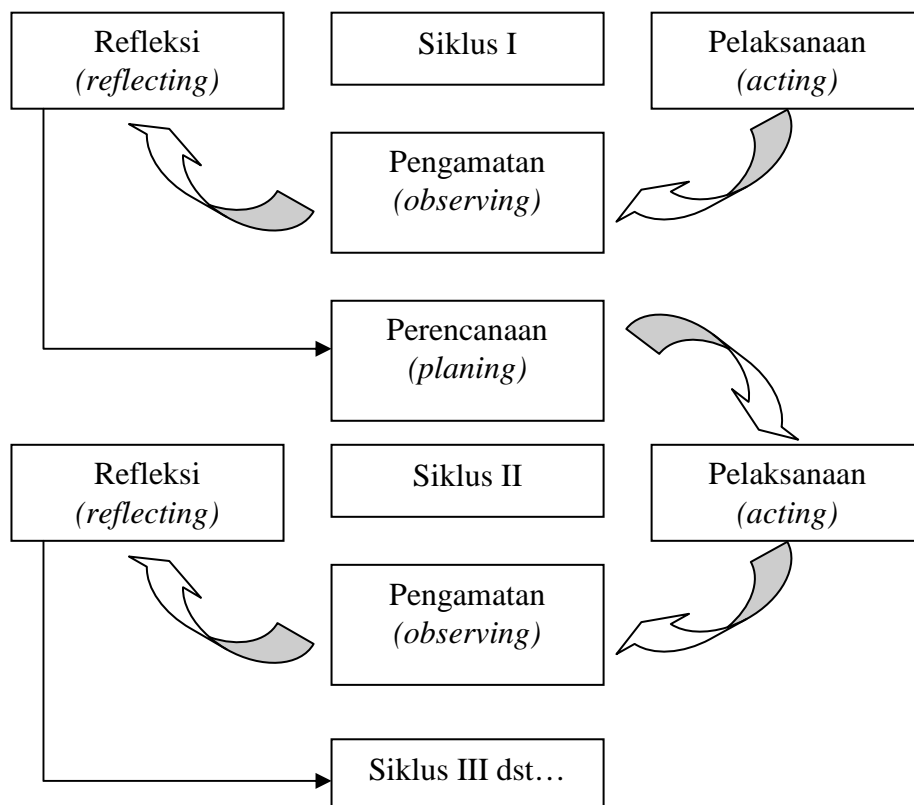 Refleksi
(reflecting)
Siklus I
Pelaksanaan
(acting)
Pengamatan
(observing)
Perencanaan
(planing)
Refleksi
(reflecting)
Siklus II
Pelaksanaan
(acting)
Pengamatan
(observing)
Siklus III dst…